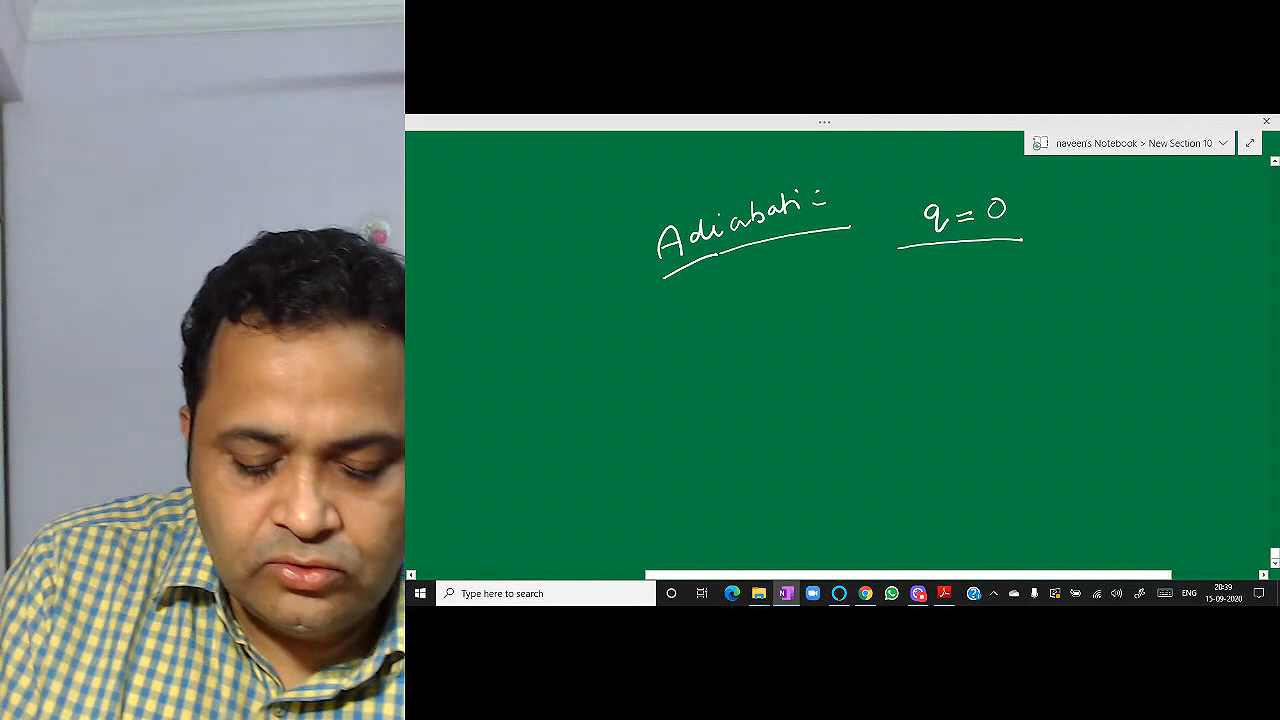 naveen's Notebook > New Section 10
Adiabati :- q = 0
Type here to search
ENG
20:39
15-09-2020